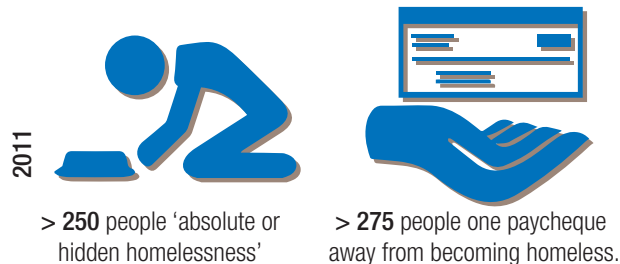 2011
> 250 people ‘absolute or
hidden homelessness’
> 275 people one paycheque
away from becoming homeless.